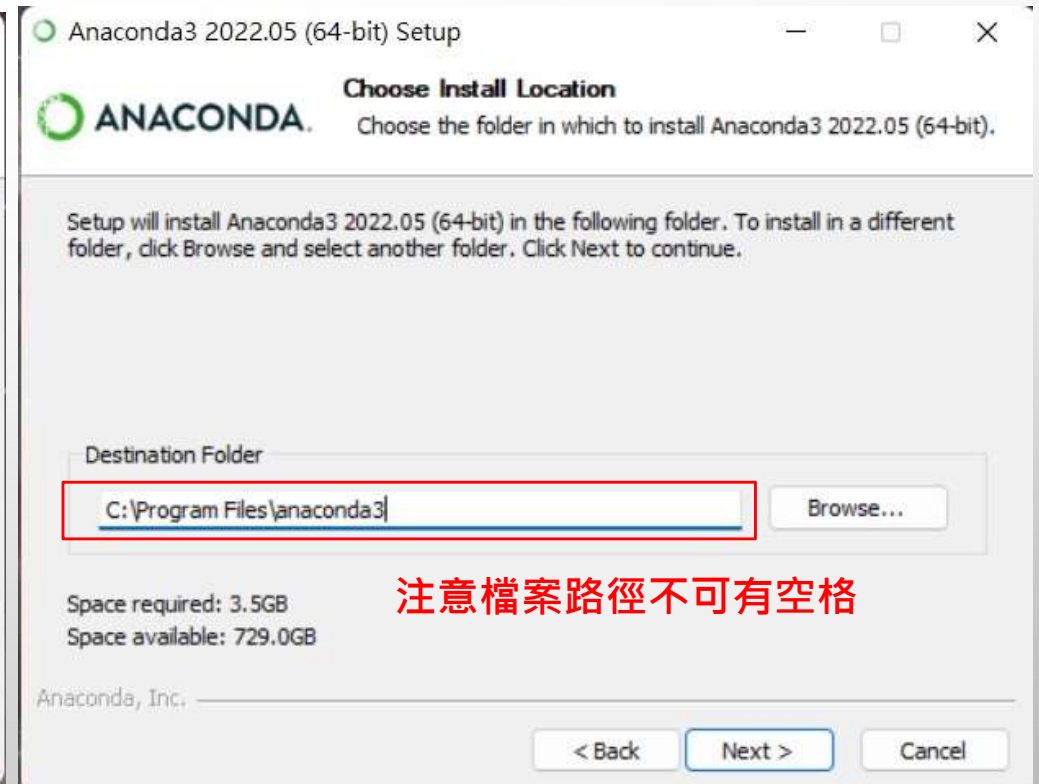 Anaconda3 2022.05 (64-bit) Setup
ANACONDA.
Choose Install Location
Choose the folder in which to install Anaconda3 2022.05 (64-bit).
Setup will install Anaconda3 2022.05 (64-bit) in the following folder. To install in a different
folder, click Browse and select another folder. Click Next to continue.
Destination Folder
C:\Program Files\anaconda3
Browse...
注意檔案路徑不可有空格
Space required: 3.5GB
Space available: 729.0GB
Anaconda, Inc.
< Back
Next >
Cancel